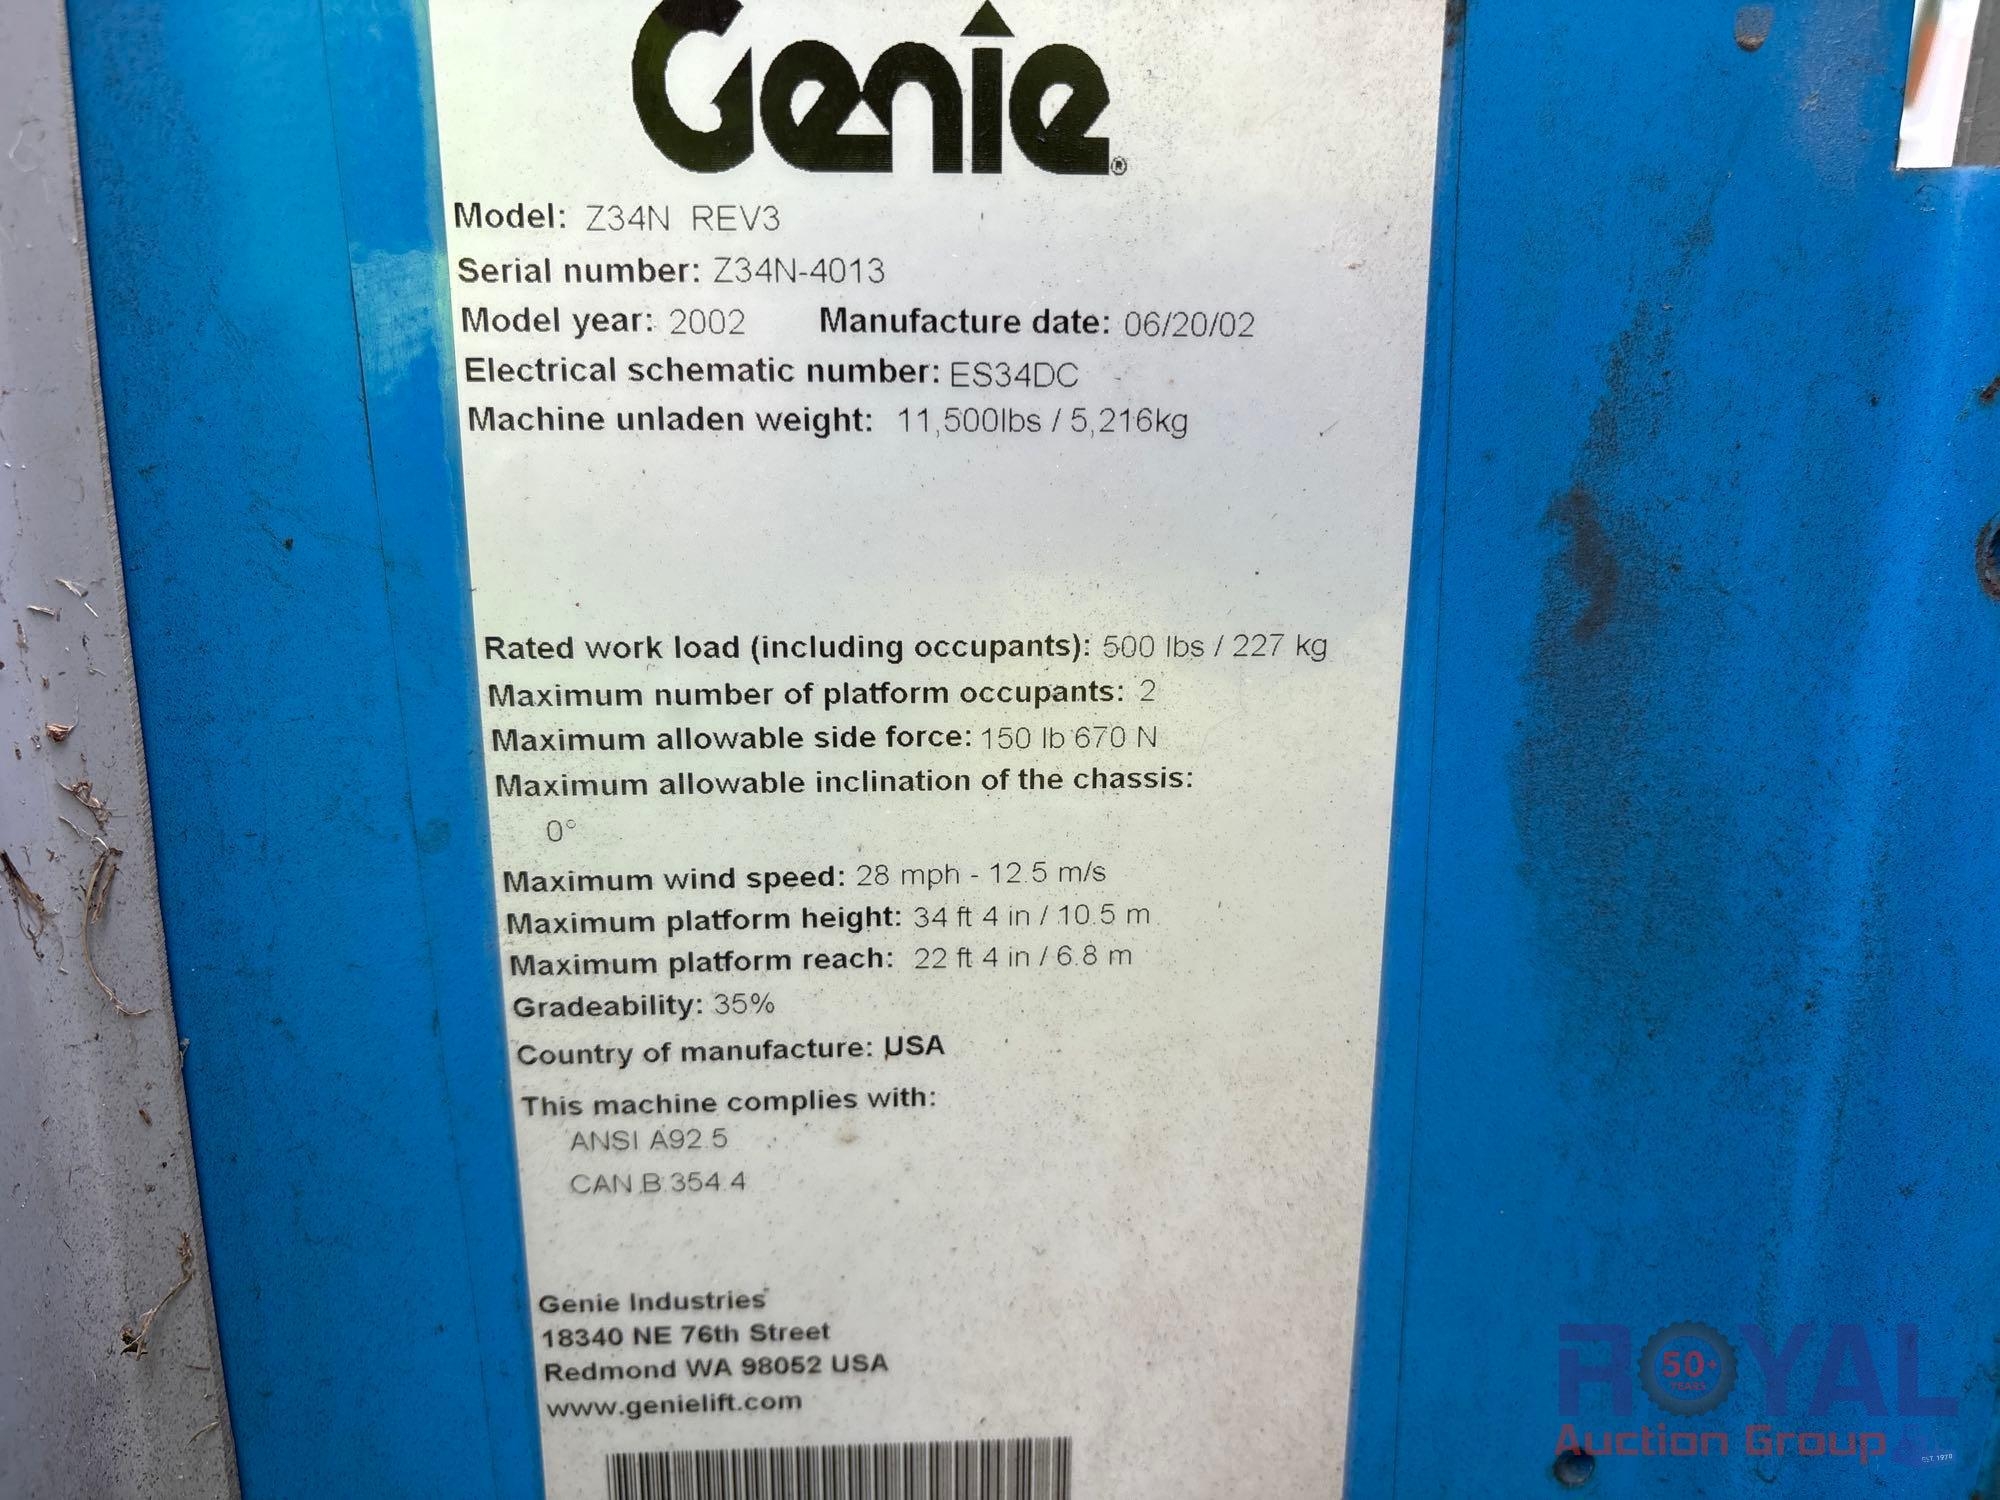 Genie®
Model: Z34N REV3
Serial number: Z34N-4013
Model year: 2002 Manufacture date: 06/20/02
Electrical schematic number: ES34DC
Machine unladen weight: 11,500lbs / 5,216kg
Rated work load (including occupants): 500 lbs / 227 kg
Maximum number of platform occupants: 2
Maximum allowable side force: 150 lb 670 N
Maximum allowable inclination of the chassis:
0°
Maximum wind speed: 28 mph - 12.5 m/s
Maximum platform height: 34 ft 4 in / 10.5 m
Maximum platform reach: 22 ft 4 in / 6.8 m
Gradeability: 35%
Country of manufacture: USA
This machine complies with:
ANSI A92.5
CAN B 354.4
Genie Industries
18340 NE 76th Street
Redmond WA 98052 USA
www.genielift.com
ROYAL
50+
YEARS
Auction Group
EST. 1970